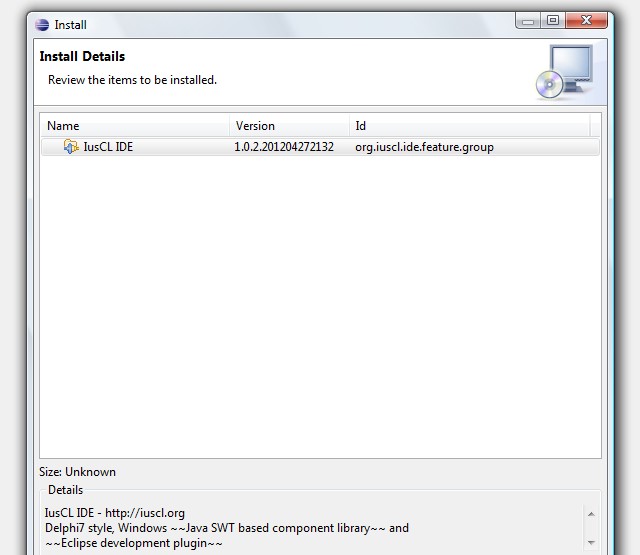 Install
Install Details
Review the items to be installed.
Name Version Id
IusCL IDE 1.0.2.201204272132 org.iuscl.ide.feature.group
Size: Unknown
Details
IusCL IDE - http://iuscl.org
Delphi7 style, Windows ~~Java SWT based component library~~ and
~~Eclipse development plugin~~